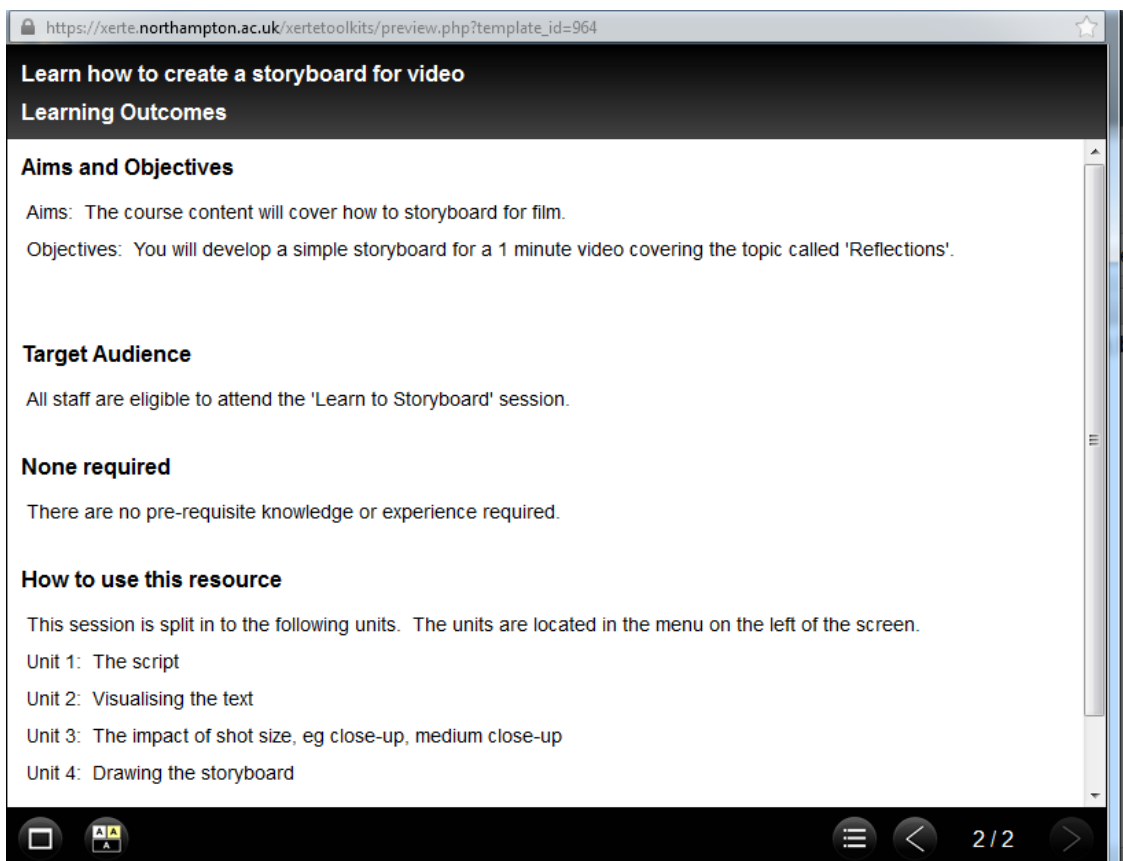 https://xerte.northampton.ac.uk/xertetoolkits/preview.php?template_id=964
Learn how to create a storyboard for video
Learning Outcomes
Aims and Objectives
Aims:  The course content will cover how to storyboard for film.
Objectives:  You will develop a simple storyboard for a 1 minute video covering the topic called 'Reflections'.
Target Audience
All staff are eligible to attend the 'Learn to Storyboard' session.
None required
There are no pre-requisite knowledge or experience required.
How to use this resource
This session is split in to the following units.  The units are located in the menu on the left of the screen.
Unit 1:  The script
Unit 2:  Visualising the text
Unit 3:  The impact of shot size, eg close-up, medium close-up
Unit 4:  Drawing the storyboard
A A
A
2 / 2